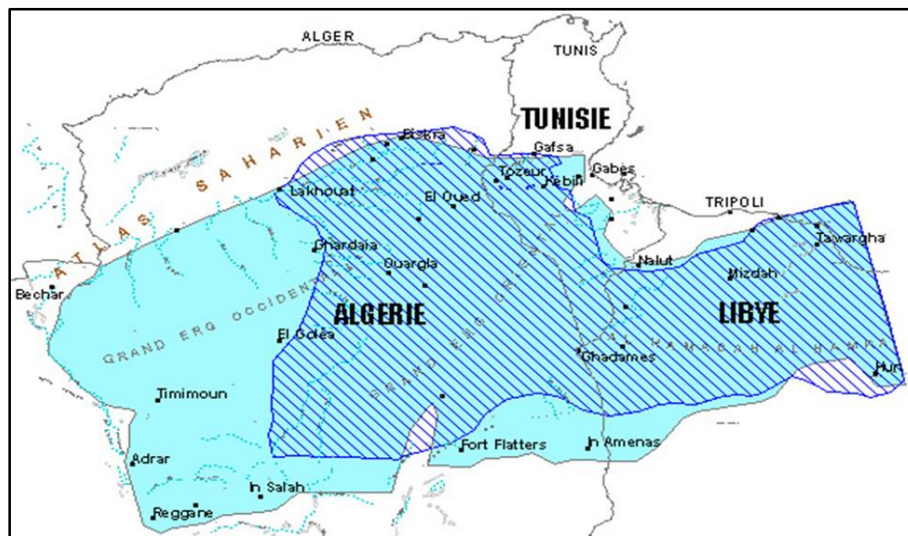 ALGER
TUNIS
TUNISIE
ATLAS SAHARIEN
Biskra
Gafsa
Tozeur
Kebili
Gabes
Lakhouat
El Oued
TRIPOLI
Tawargha
Ghardaia
Ouargla
Nalut
Mizdah
Bechar
GRAND ERG OCCIDENTAL
GRAND ERG ORIENTAL
ALGERIE
LIBYE
El Golea
Ghadames
AL HAMADAH AL HAMRA
Hun
Timimoun
Adrar
Fort Flatters
In Amenas
In Salah
Reggane